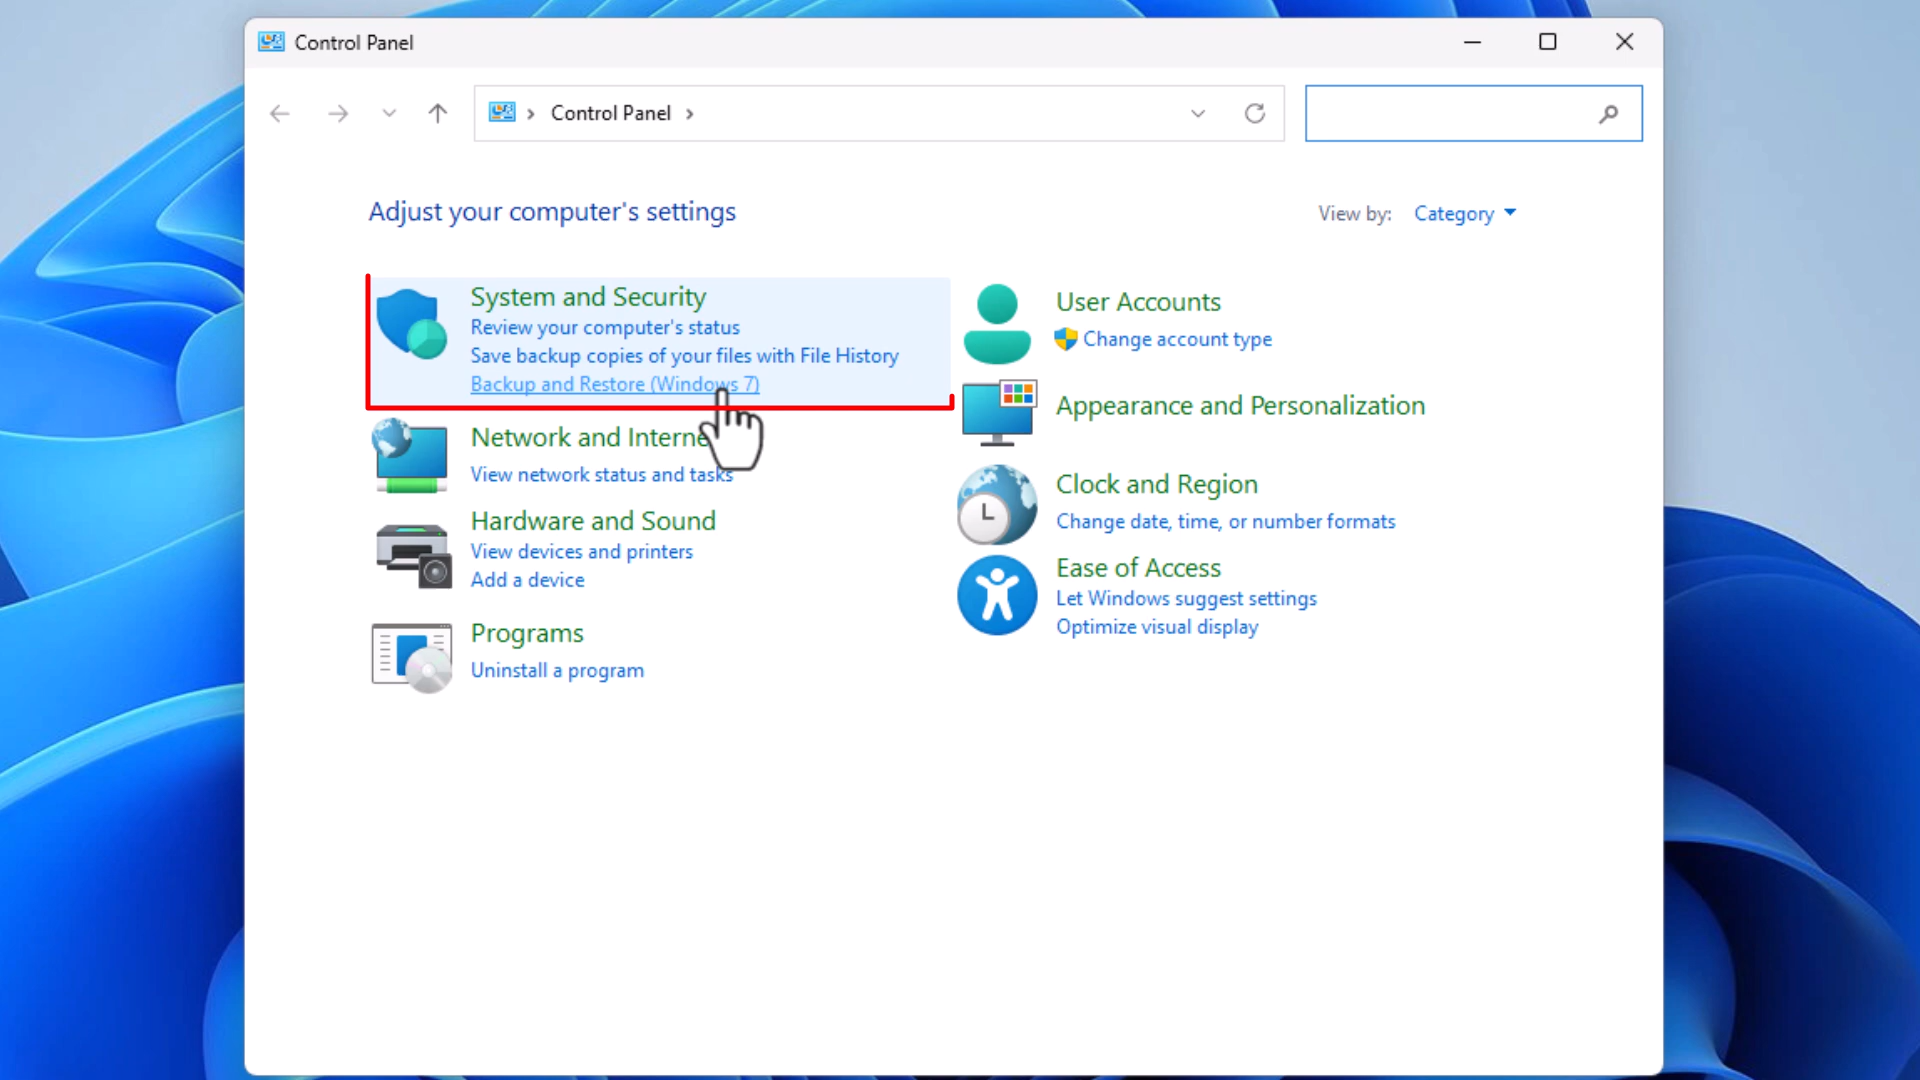 Control Panel
Control Panel
Adjust your computer's settings
View by: Category
System and Security
Review your computer's status
Save backup copies of your files with File History
Backup and Restore (Windows 7)
Network and Interne
View network status and tasks
Hardware and Sound
View devices and printers
Add a device
Programs
Uninstall a program
User Accounts
Change account type
Appearance and Personalization
Clock and Region
Change date, time, or number formats
Ease of Access
Let Windows suggest settings
Optimize visual display